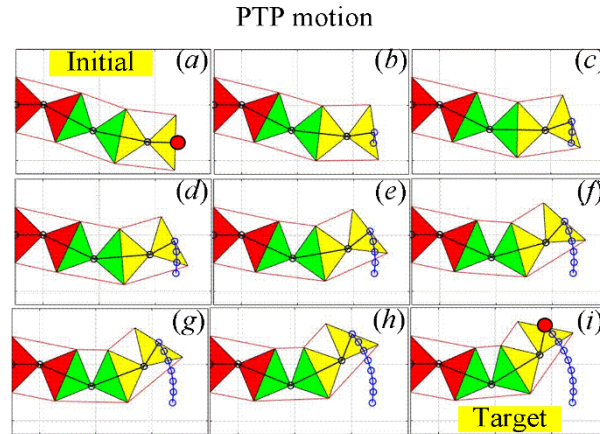 PTP motion
Initial
(a)
(b)
(c)
(d)
(e)
(f)
(g)
(h)
(i)
Target